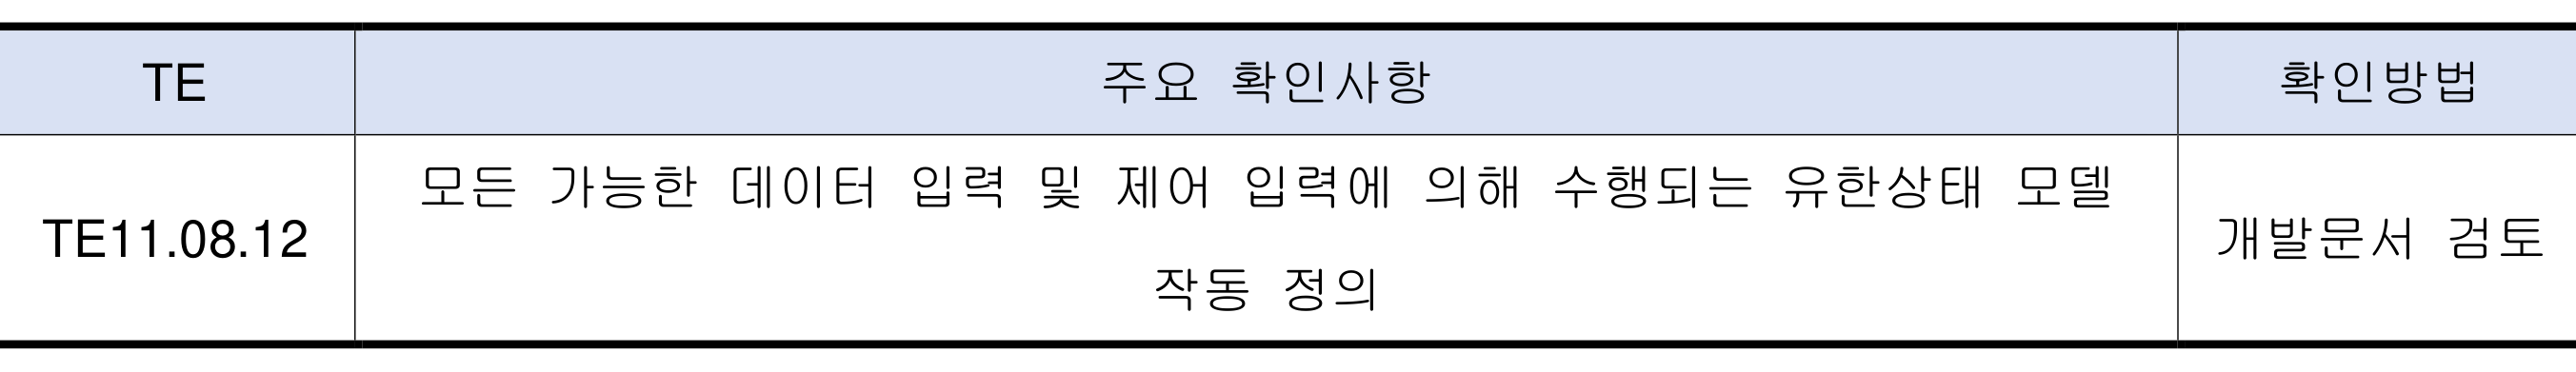 TE
주요 확인사항
확인방법
TE11.08.12
모든 가능한 데이터 입력 및 제어 입력에 의해 수행되는 유한상태 모델
작동 정의
개발문서 검토